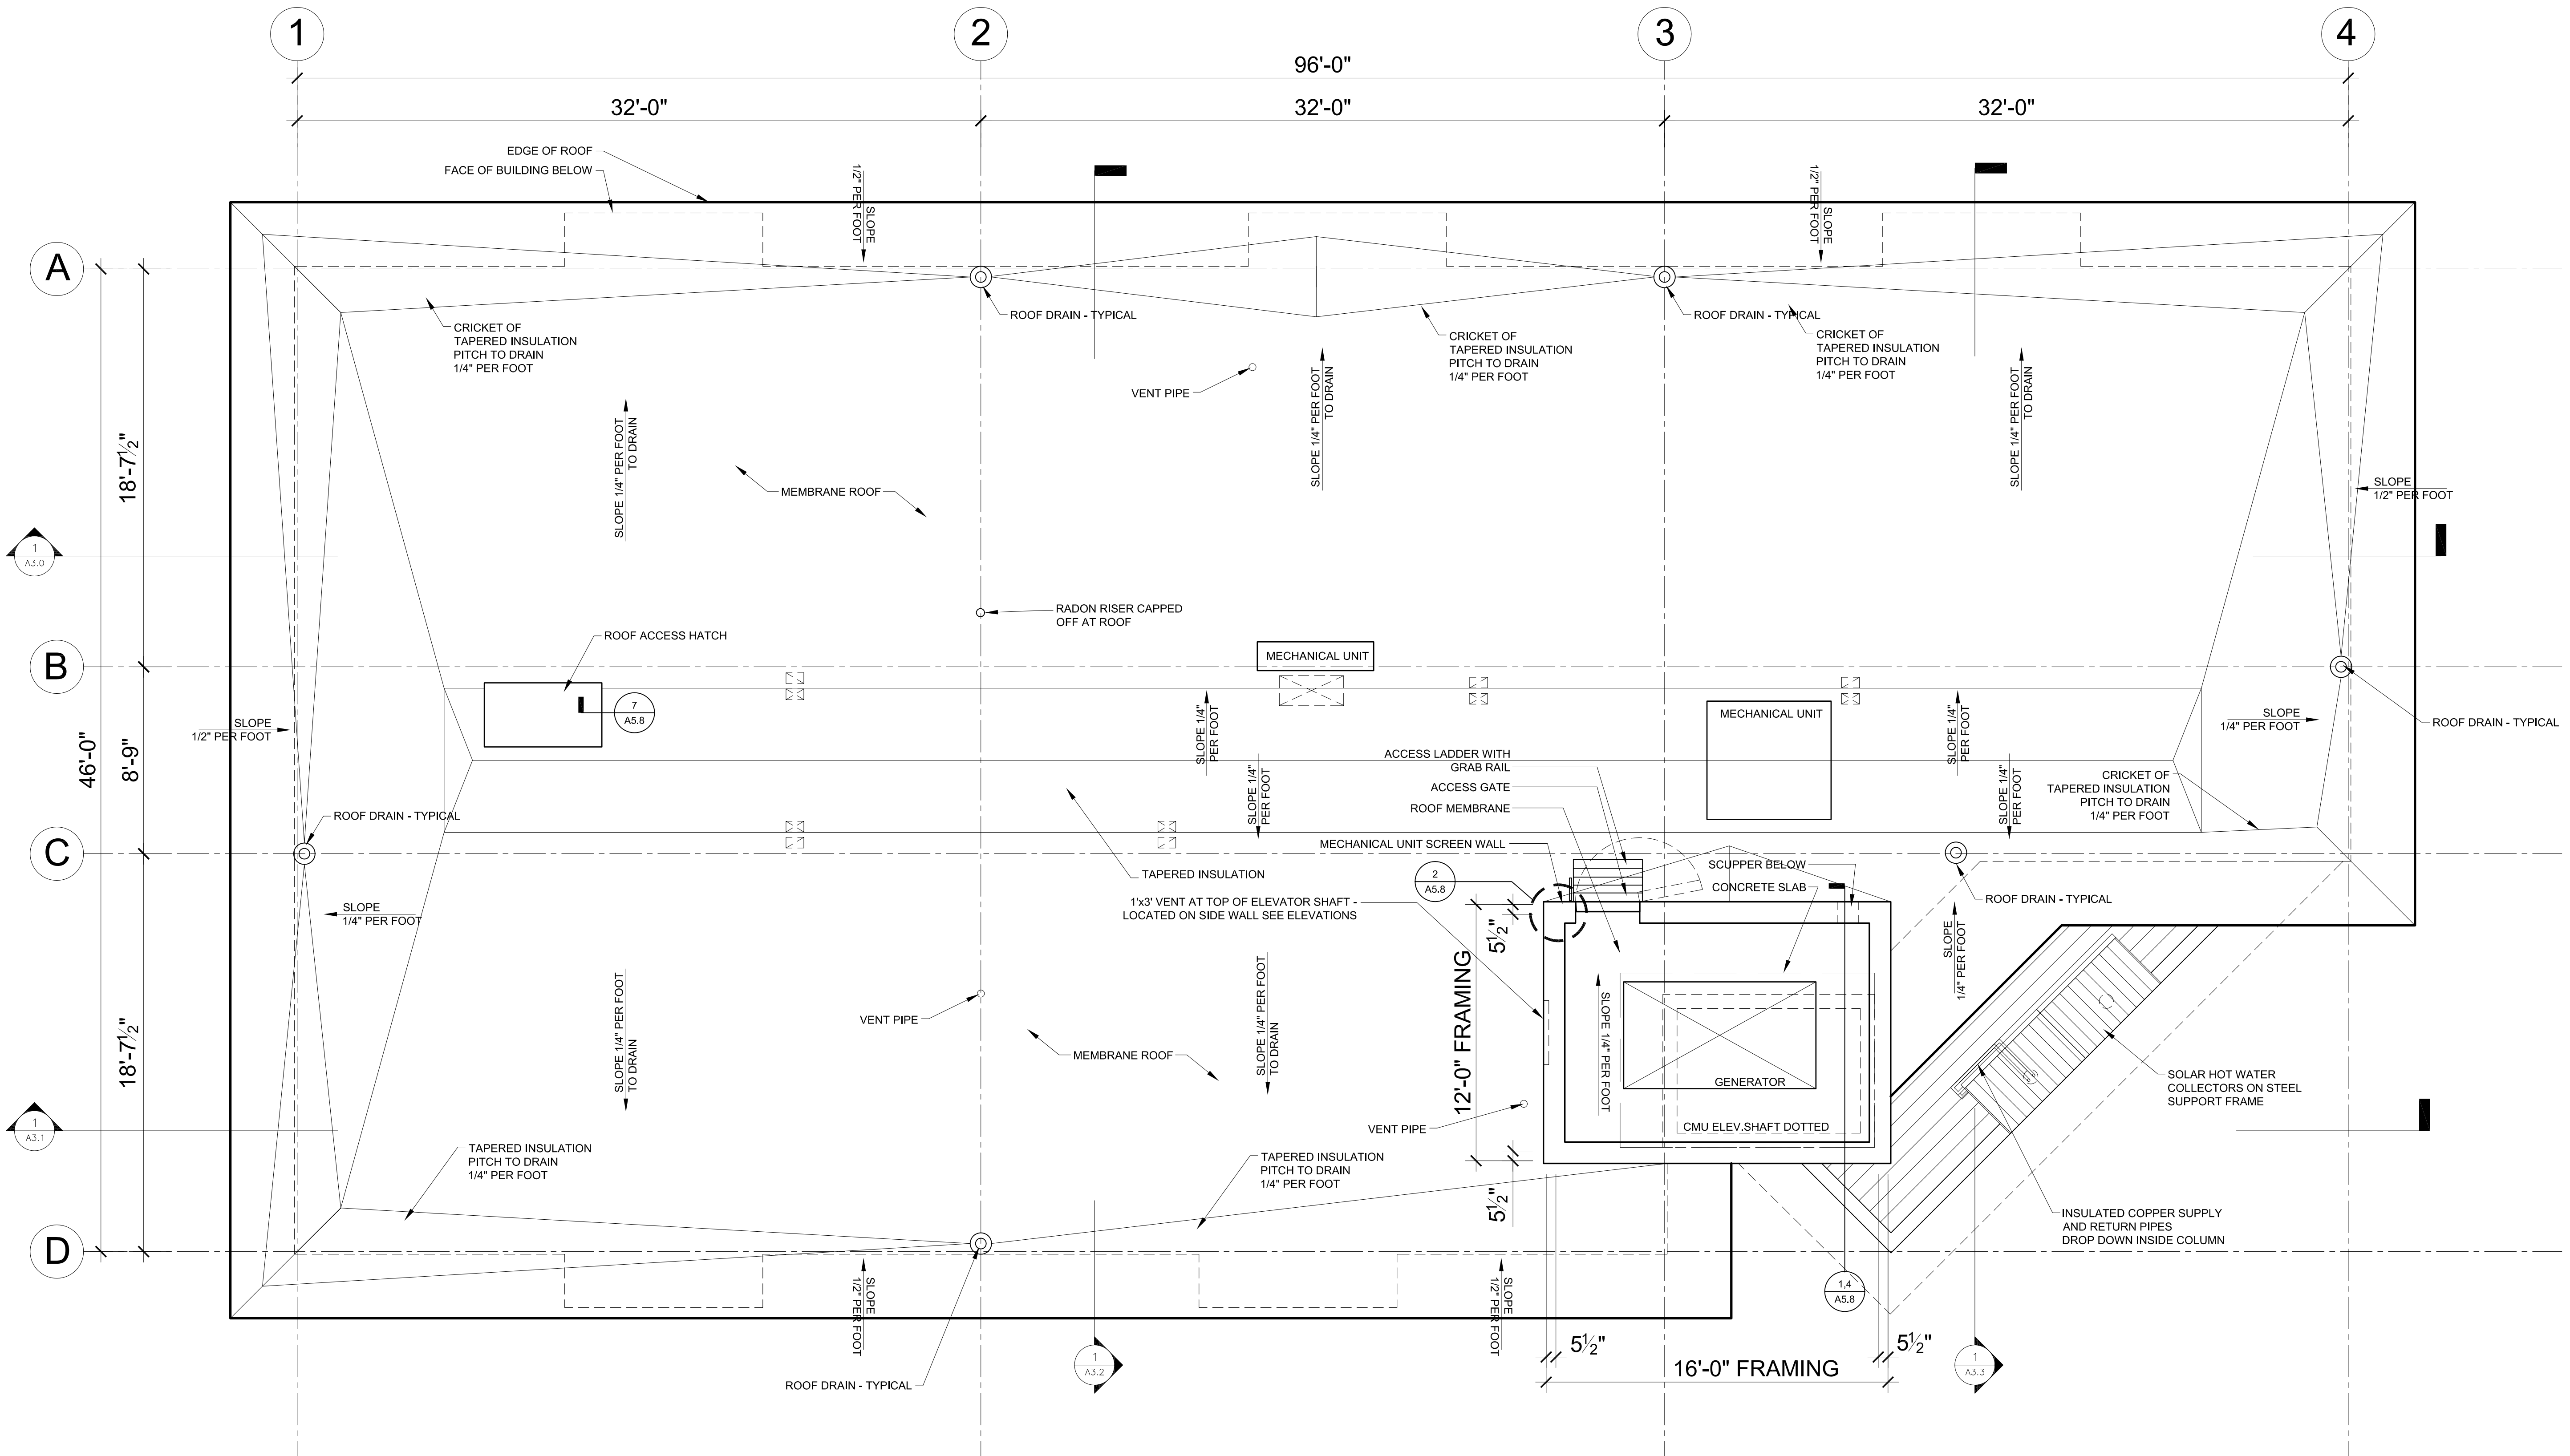 1
2
3
4
96'-0"
32'-0"
32'-0"
32'-0"
EDGE OF ROOF
FACE OF BUILDING BELOW
SLOPE
1/2" PER FOOT
SLOPE
1/2" PER FOOT
A
ROOF DRAIN - TYPICAL
ROOF DRAIN - TYPICAL
CRICKET OF
TAPERED INSULATION
PITCH TO DRAIN
1/4" PER FOOT
CRICKET OF
TAPERED INSULATION
PITCH TO DRAIN
1/4" PER FOOT
CRICKET OF
TAPERED INSULATION
PITCH TO DRAIN
1/4" PER FOOT
VENT PIPE
SLOPE 1/4" PER FOOT
TO DRAIN
SLOPE 1/4" PER FOOT
TO DRAIN
SLOPE 1/4" PER FOOT
TO DRAIN
18'-7 1/2"
MEMBRANE ROOF
SLOPE
1/2" PER FOOT
1
A3.0
RADON RISER CAPPED
OFF AT ROOF
ROOF ACCESS HATCH
B
MECHANICAL UNIT
7
A5.8
MECHANICAL UNIT
SLOPE
1/2" PER FOOT
SLOPE 1/4"
PER FOOT
SLOPE 1/4"
PER FOOT
SLOPE
1/4" PER FOOT
ROOF DRAIN - TYPICAL
46'-0"
8'-9"
SLOPE 1/4"
PER FOOT
SLOPE 1/4"
PER FOOT
ACCESS LADDER WITH
GRAB RAIL
ACCESS GATE
ROOF MEMBRANE
CRICKET OF
TAPERED INSULATION
PITCH TO DRAIN
1/4" PER FOOT
ROOF DRAIN - TYPICAL
MECHANICAL UNIT SCREEN WALL
C
SCUPPER BELOW
TAPERED INSULATION
2
A5.8
CONCRETE SLAB
1'x3' VENT AT TOP OF ELEVATOR SHAFT -
LOCATED ON SIDE WALL SEE ELEVATIONS
ROOF DRAIN - TYPICAL
SLOPE
1/4" PER FOOT
5 1/2"
SLOPE
1/4" PER FOOT
SLOPE 1/4" PER FOOT
TO DRAIN
SLOPE 1/4" PER FOOT
TO DRAIN
12'-0" FRAMING
SLOPE 1/4" PER FOOT
VENT PIPE
18'-7 1/2"
MEMBRANE ROOF
GENERATOR
SOLAR HOT WATER
COLLECTORS ON STEEL
SUPPORT FRAME
1
A3.1
VENT PIPE
CMU ELEV.SHAFT DOTTED
TAPERED INSULATION
PITCH TO DRAIN
1/4" PER FOOT
TAPERED INSULATION
PITCH TO DRAIN
1/4" PER FOOT
5 1/2"
INSULATED COPPER SUPPLY
AND RETURN PIPES
DROP DOWN INSIDE COLUMN
D
SLOPE
1/2" PER FOOT
SLOPE
1/2" PER FOOT
1,4
A5.8
5 1/2"
5 1/2"
1
A3.2
16'-0" FRAMING
1
A3.3
ROOF DRAIN - TYPICAL